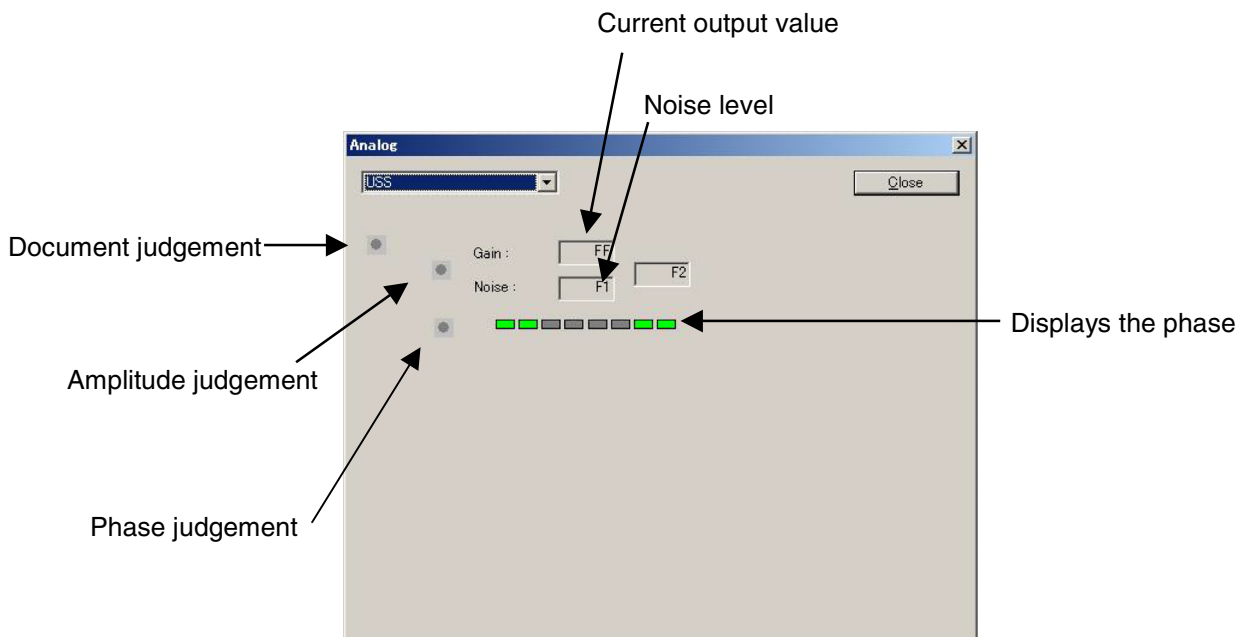 Current output value
Noise level
Analog
USS
Close
Document judgement
Gain :
FF
F2
Noise :
F1
Displays the phase
Amplitude judgement
Phase judgement